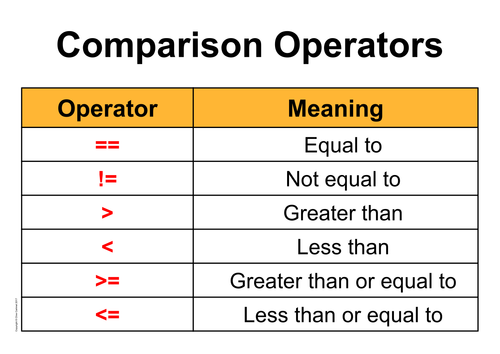 Comparison Operators
Operator Meaning
== Equal to
!= Not equal to
> Greater than
< Less than
>= Greater than or equal to
<= Less than or equal to